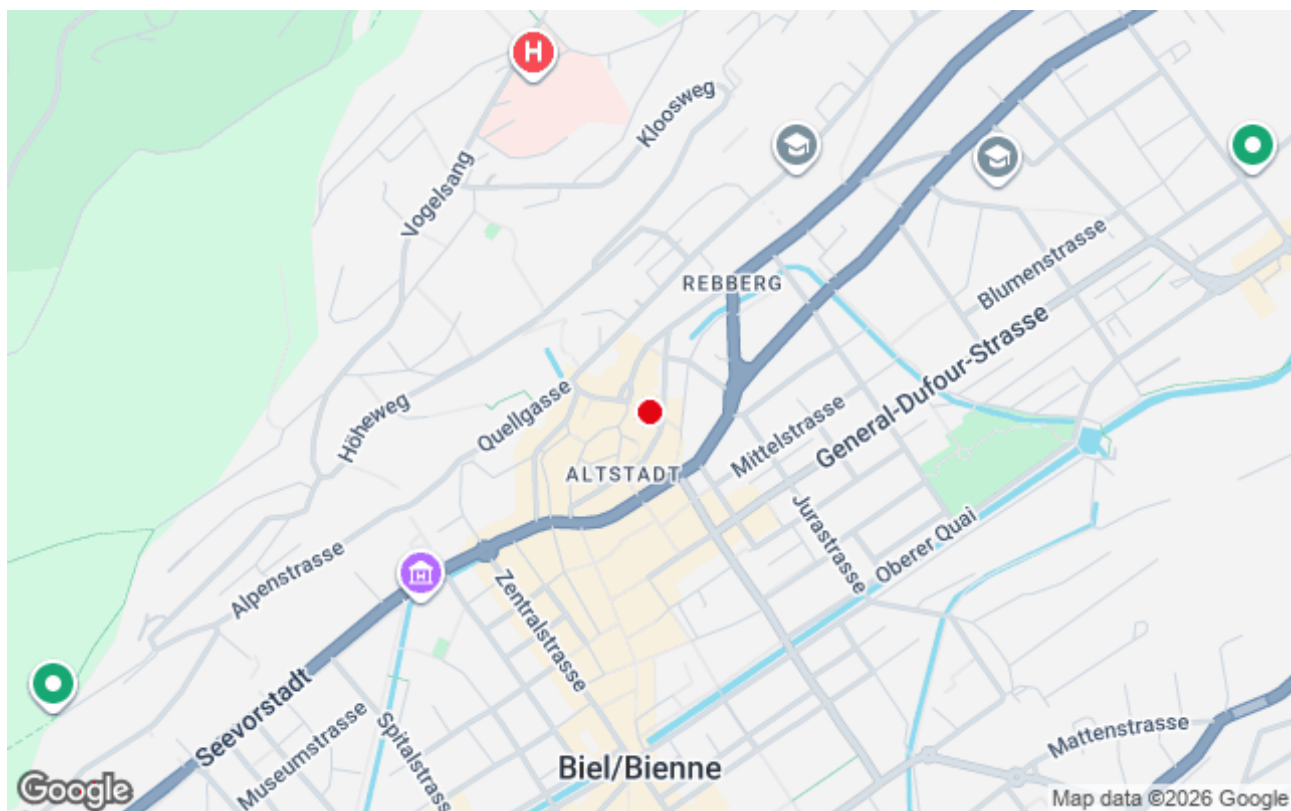 H
Kloosweg
Vogelsang
REBBERG
Blumenstrasse
General-Dufour-Strasse
Höheweg
Quellgasse
Mittelstrasse
ALTSTADT
Jurastrasse
Oberer Quai
Alpenstrasse
Zentralstrasse
Seevorstadt
Museumstrasse
Spitalstrasse
Mattenstrasse
Biel/Bienne
Google
Map data ©2026 Google